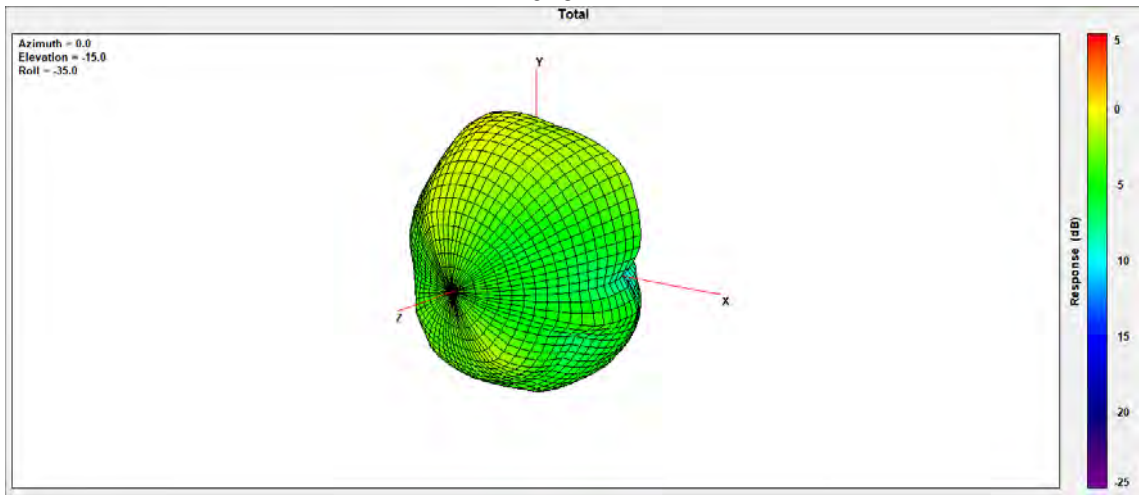 Total
Azimuth = 0.0
Elevation = -15.0
Roll = -35.0
Y
X
Z
5
0
-5
10
15
-20
-25
Response (dB)